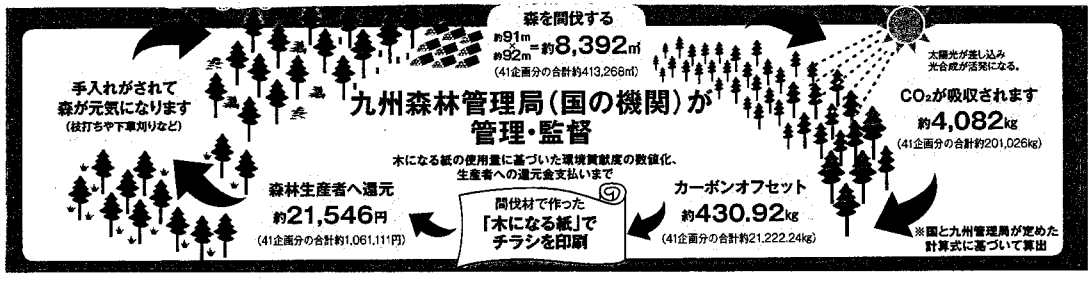 森を間伐する
約91m×約92m=約8,392㎡
(41企画分の合計約413,268㎡)
太陽光が差し込み
光合成が活発になる。
CO₂が吸収されます
約4,082kg
(41企画分の合計約201,026kg)
※国と九州管理局が定めた
計算式に基づいて算出
カーボンオフセット
約430.92kg
(41企画分の合計約21,222.24kg)
間伐材で作った
「木になる紙」で
チラシを印刷
森林生産者へ還元
約21,546円
(41企画分の合計約1,061,111円)
手入れがされて
森が元気になります
(枝打ちや下草刈りなど)
九州森林管理局(国の機関)が
管理・監督
木になる紙の使用量に基づいた環境貢献度の数値化、
生産者への還元金支払いまで